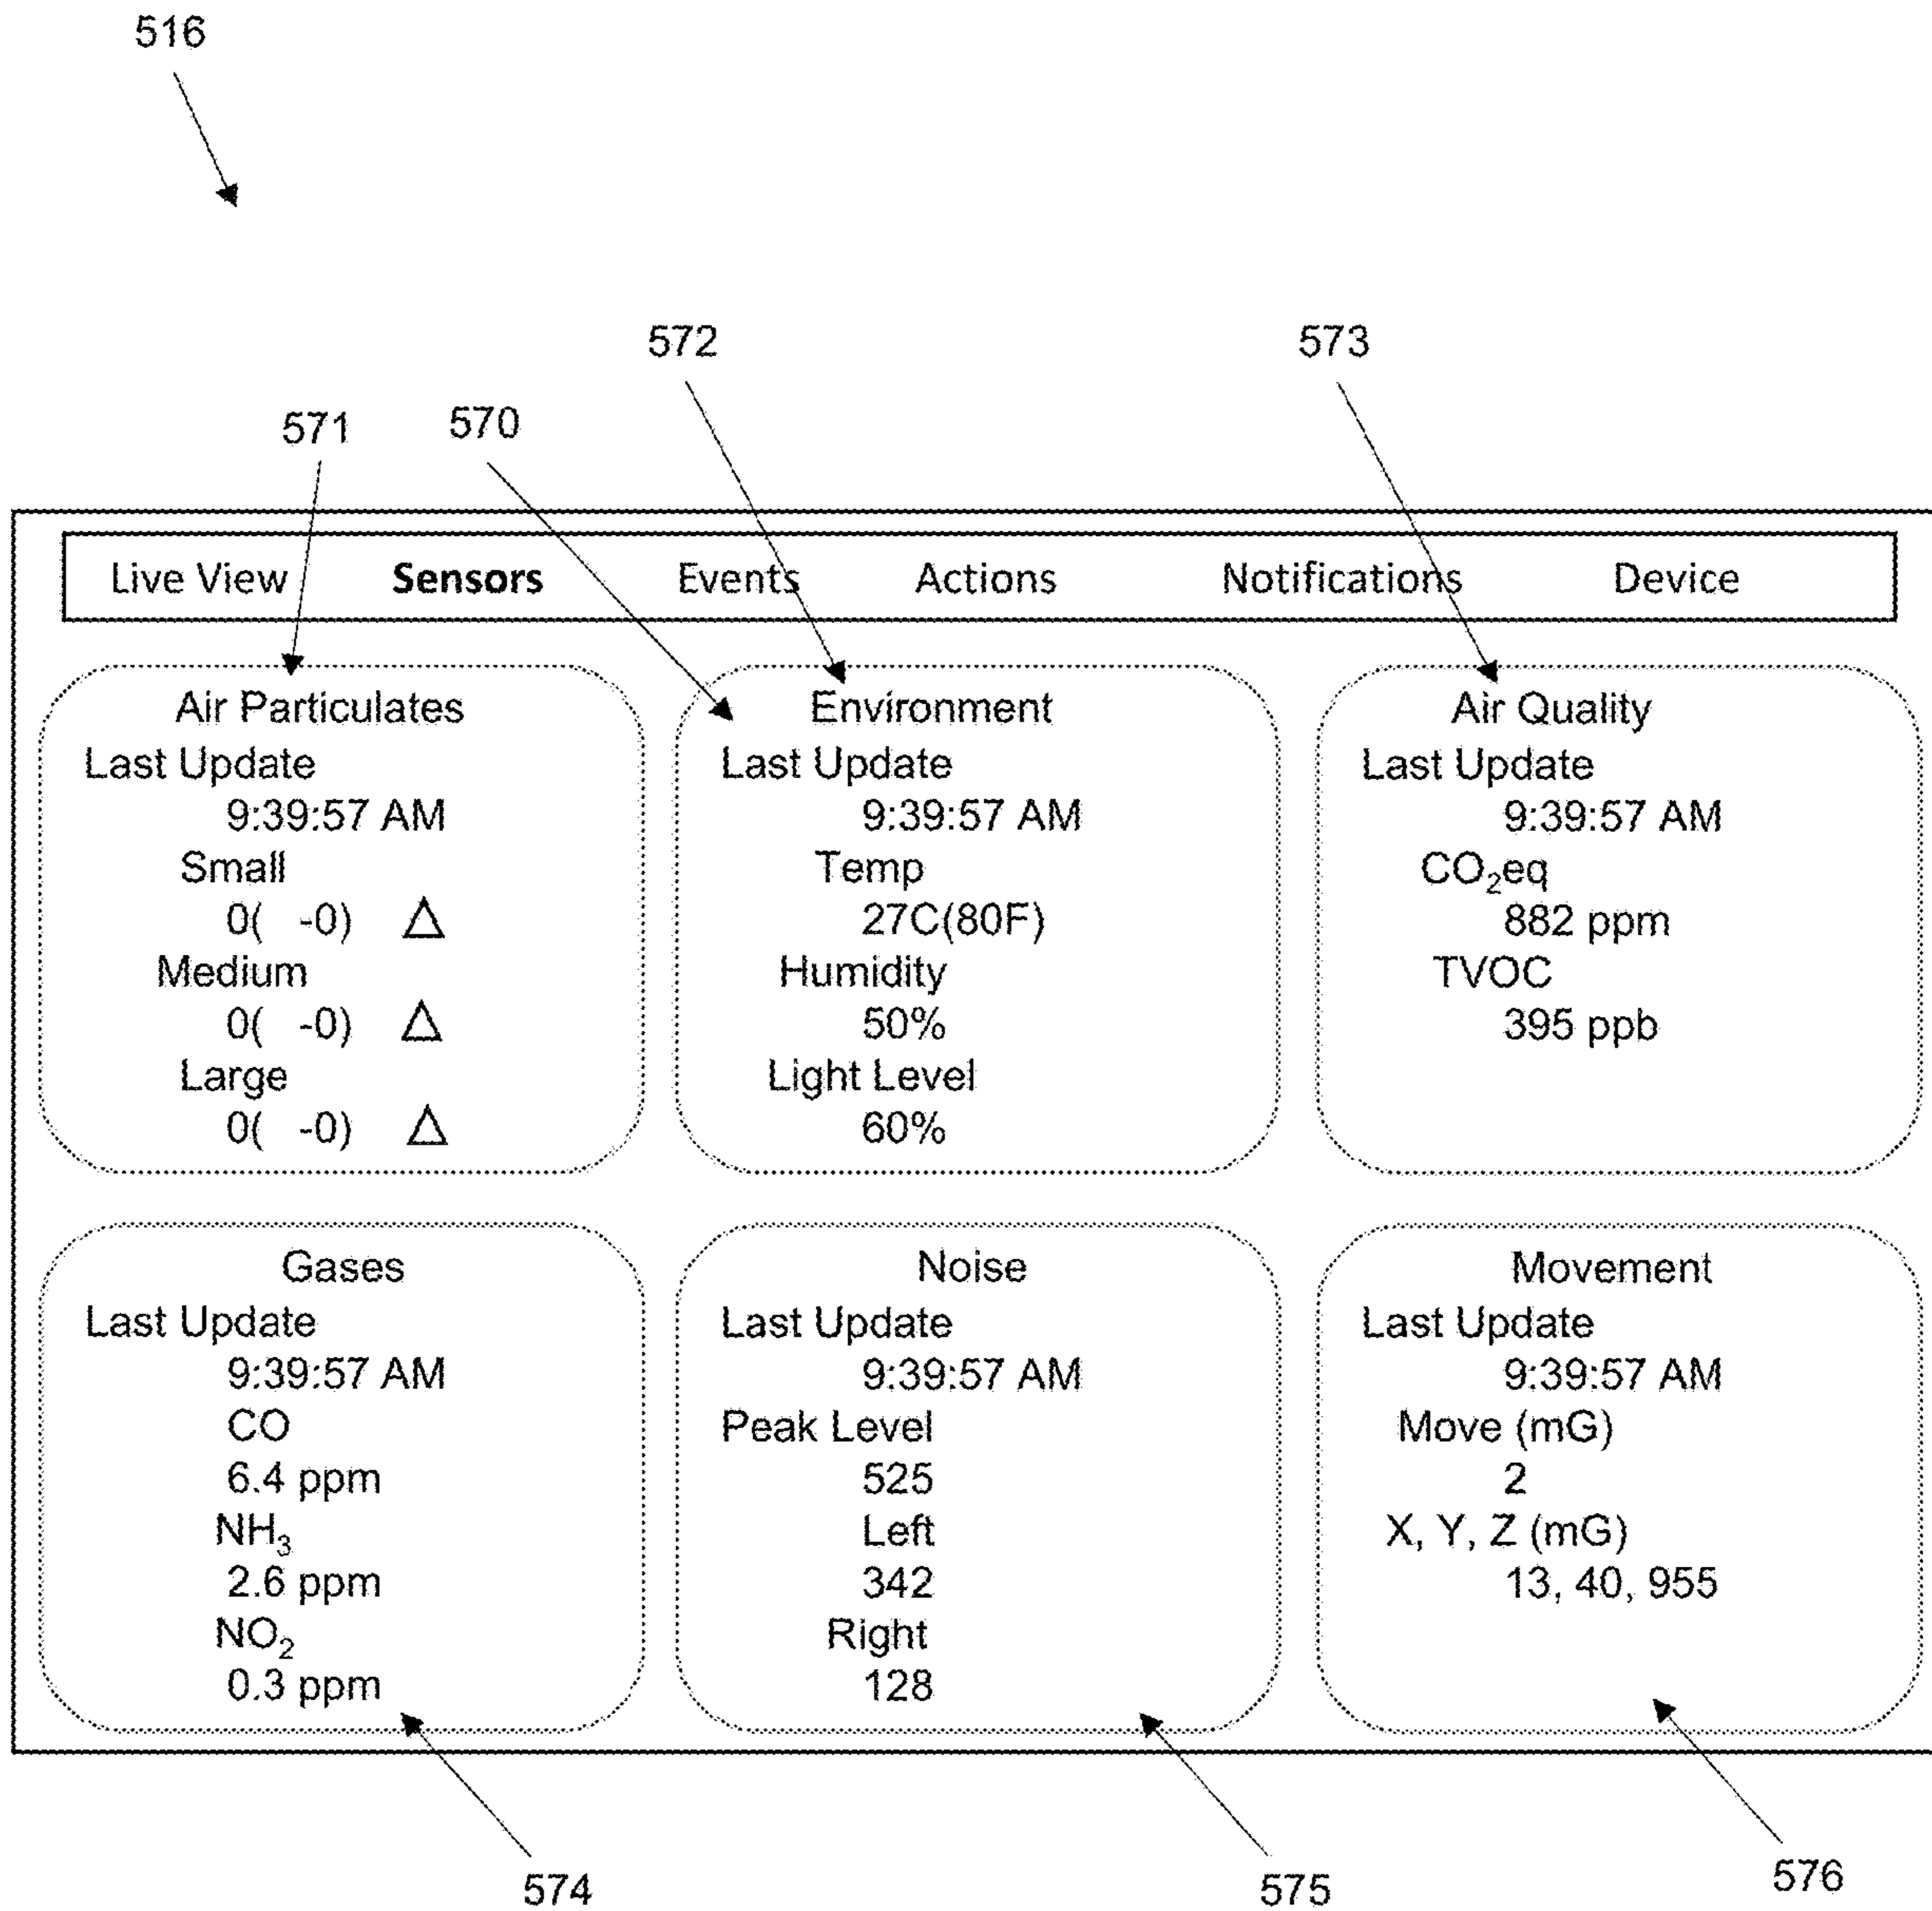 516
572
573
571
570
Live View Sensors Events Actions Notifications Device
Air Particulates
Last Update
9:39:57 AM
Small
0( -0) △
Medium
0( -0) △
Large
0( -0) △
Environment
Last Update
9:39:57 AM
Temp
27C(80F)
Humidity
50%
Light Level
60%
Air Quality
Last Update
9:39:57 AM
CO₂eq
882 ppm
TVOC
395 ppb
Gases
Last Update
9:39:57 AM
CO
6.4 ppm
NH₃
2.6 ppm
NO₂
0.3 ppm
Noise
Last Update
9:39:57 AM
Peak Level
525
Left
342
Right
128
Movement
Last Update
9:39:57 AM
Move (mG)
2
X, Y, Z (mG)
13, 40, 955
574
575
576